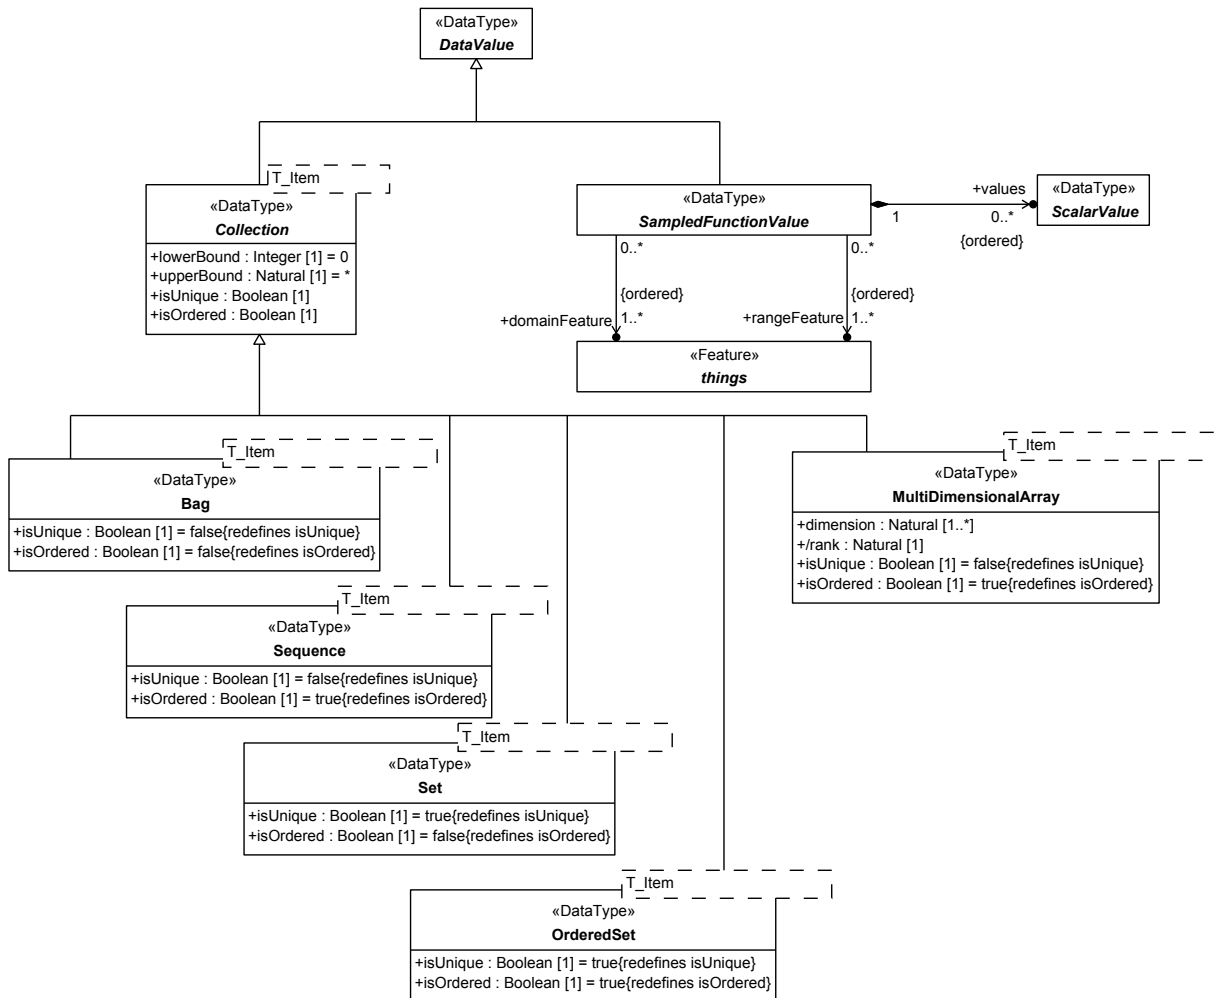 «DataType»
DataValue
T_Item
«DataType»
Collection
+lowerBound : Integer [1] = 0
+upperBound : Natural [1] = *
+isUnique : Boolean [1]
+isOrdered : Boolean [1]
«DataType»
SampledFunctionValue
+values
1
0..*
{ordered}
«DataType»
ScalarValue
0..*
{ordered}
+domainFeature
1..*
0..*
{ordered}
+rangeFeature
1..*
«Feature»
things
T_Item
«DataType»
Bag
+isUnique : Boolean [1] = false{redefines isUnique}
+isOrdered : Boolean [1] = false{redefines isOrdered}
T_Item
«DataType»
MultiDimensionalArray
+dimension : Natural [1..*]
+/rank : Natural [1]
+isUnique : Boolean [1] = false{redefines isUnique}
+isOrdered : Boolean [1] = true{redefines isOrdered}
T_Item
«DataType»
Sequence
+isUnique : Boolean [1] = false{redefines isUnique}
+isOrdered : Boolean [1] = true{redefines isOrdered}
T_Item
«DataType»
Set
+isUnique : Boolean [1] = true{redefines isUnique}
+isOrdered : Boolean [1] = false{redefines isOrdered}
T_Item
«DataType»
OrderedSet
+isUnique : Boolean [1] = true{redefines isUnique}
+isOrdered : Boolean [1] = true{redefines isOrdered}